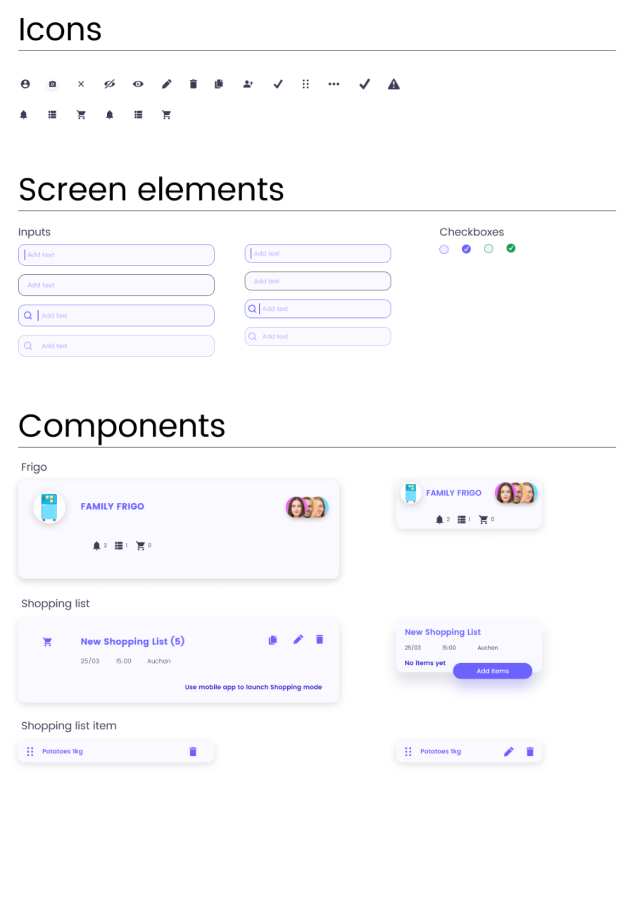 Icons
Screen elements
Inputs
Checkboxes
Add text
Add text
Add text
Add text
Add text
Add text
Add text
Add text
Components
Frigo
FAMILY FRIGO
2 1 0
FAMILY FRIGO
2 1 0
Shopping list
New Shopping List (5)
25/03 15:00 Auchan
Use mobile app to launch Shopping mode
New Shopping List
25/03 15:00 Auchan
No items yet
Add items
Shopping list item
Potatoes 1kg
Potatoes 1kg